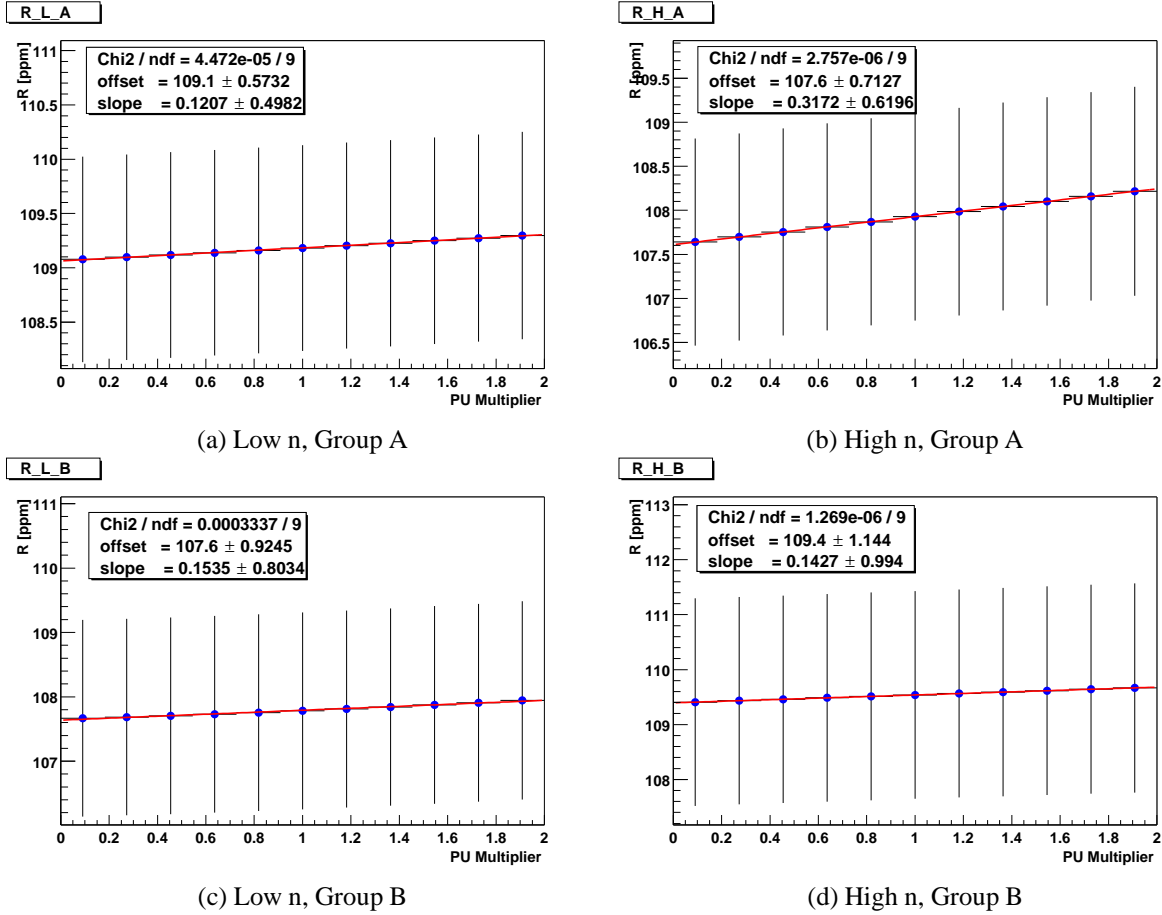 R_L_A
R [ppm]
111
110.5
110
109.5
109
108.5
Chi2 / ndf = 4.472e-05 / 9
offset = 109.1 ± 0.5732
slope = 0.1207 ± 0.4982
0 0.2 0.4 0.6 0.8 1 1.2 1.4 1.6 1.8 2
PU Multiplier
(a) Low n, Group A
R_H_A
R [ppm]
109.5
109
108.5
108
107.5
107
106.5
Chi2 / ndf = 2.757e-06 / 9
offset = 107.6 ± 0.7127
slope = 0.3172 ± 0.6196
0 0.2 0.4 0.6 0.8 1 1.2 1.4 1.6 1.8 2
PU Multiplier
(b) High n, Group A
R_L_B
R [ppm]
111
110
109
108
107
Chi2 / ndf = 0.0003337 / 9
offset = 107.6 ± 0.9245
slope = 0.1535 ± 0.8034
0 0.2 0.4 0.6 0.8 1 1.2 1.4 1.6 1.8 2
PU Multiplier
(c) Low n, Group B
R_H_B
R [ppm]
113
112
111
110
109
108
Chi2 / ndf = 1.269e-06 / 9
offset = 109.4 ± 1.144
slope = 0.1427 ± 0.994
0 0.2 0.4 0.6 0.8 1 1.2 1.4 1.6 1.8 2
PU Multiplier
(d) High n, Group B